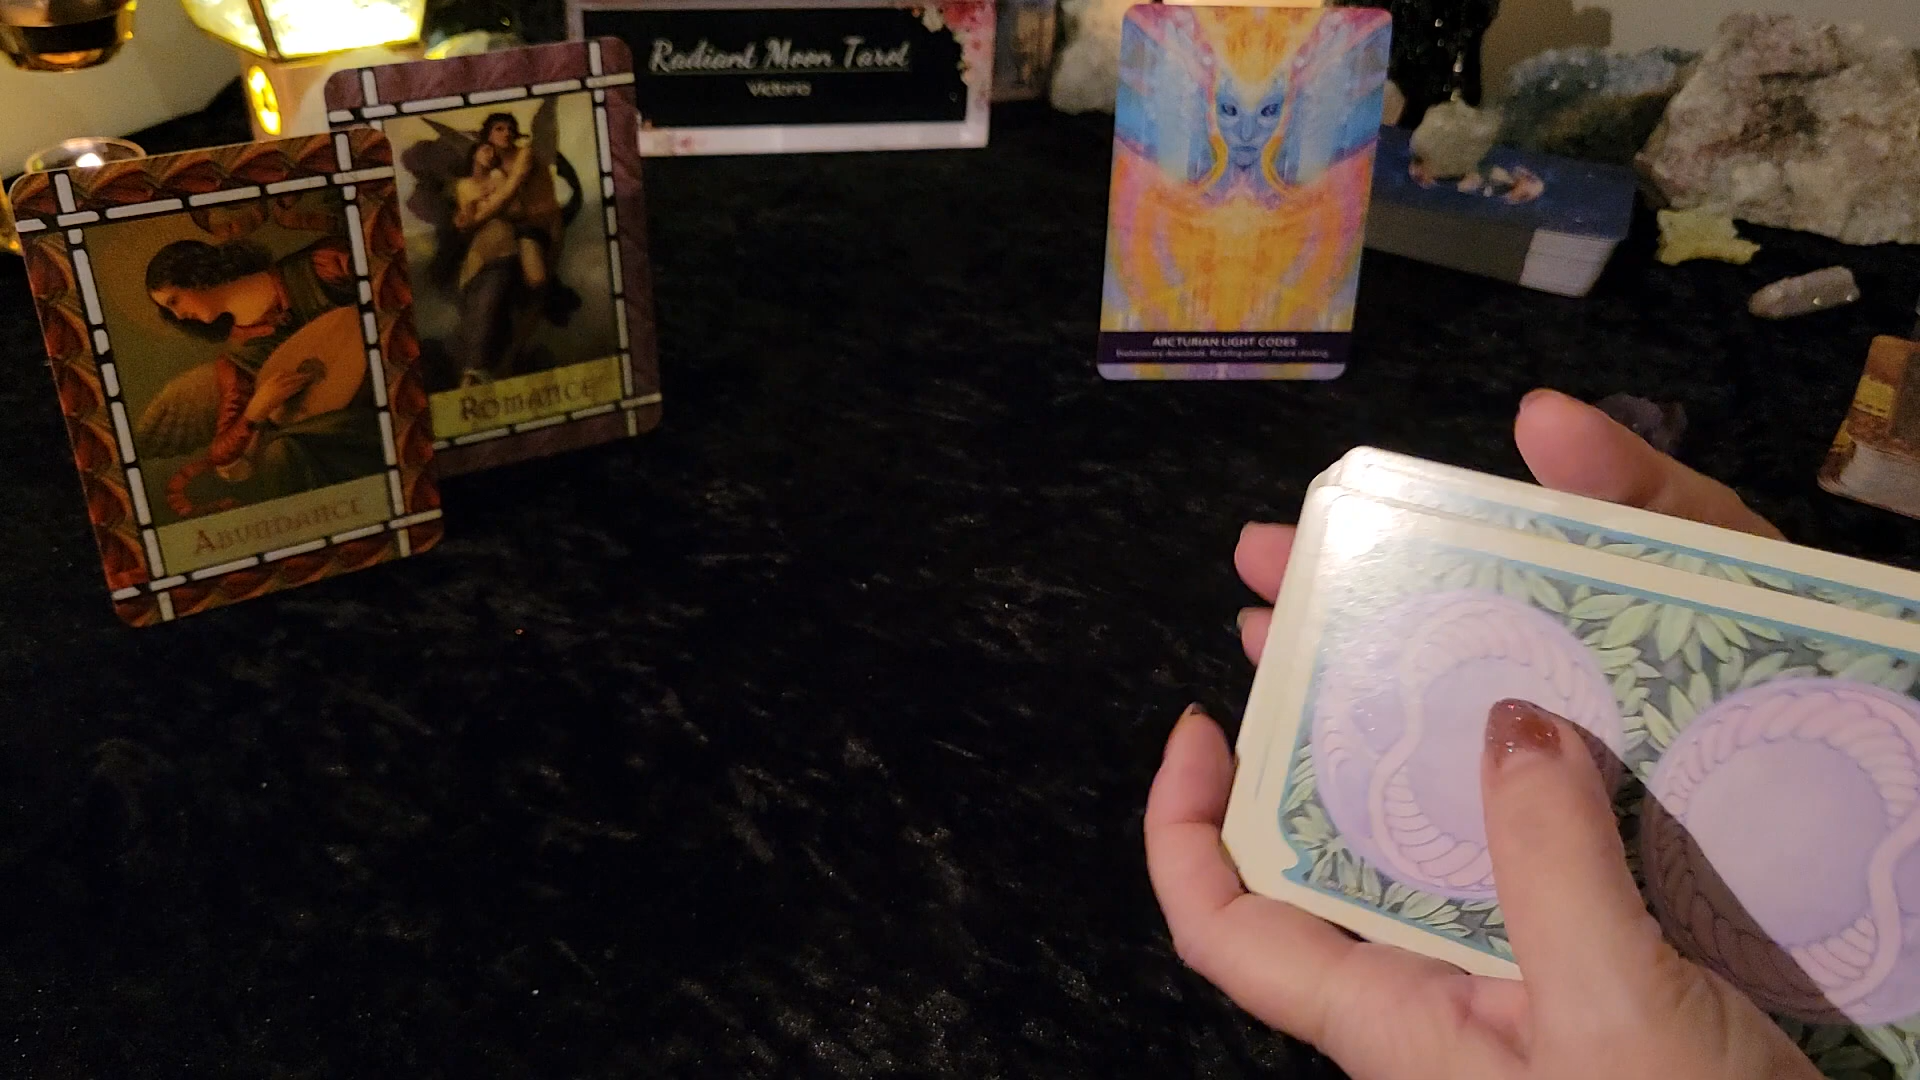 Radiant Moon Tarot
Victoria
ROMANCE
ABUNDANCE
ARCTURIAN LIGHT CODES